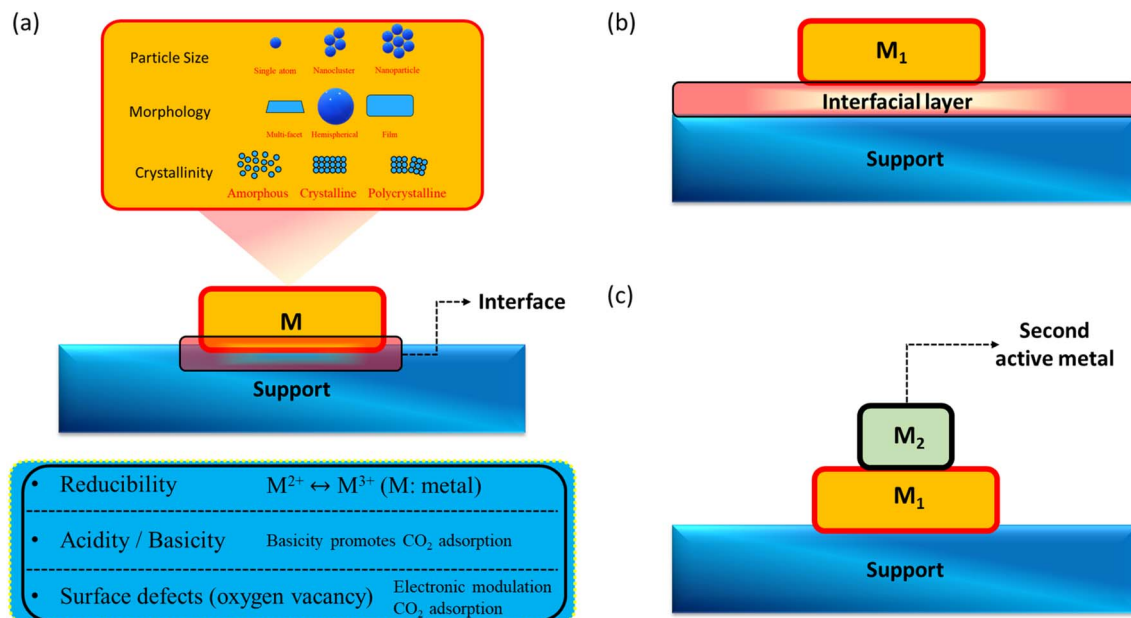 (a)
Particle Size
Single atom Nanocluster Nanoparticle
Morphology
Multi-facet Hemispherical Film
Crystallinity
Amorphous Crystalline Polycrystalline
M
Interface
Support
• Reducibility M²⁺ ↔ M³⁺ (M: metal)
• Acidity / Basicity Basicity promotes CO₂ adsorption
• Surface defects (oxygen vacancy) Electronic modulation
CO₂ adsorption
(b)
M₁
Interfacial layer
Support
(c)
Second
active metal
M₂
M₁
Support